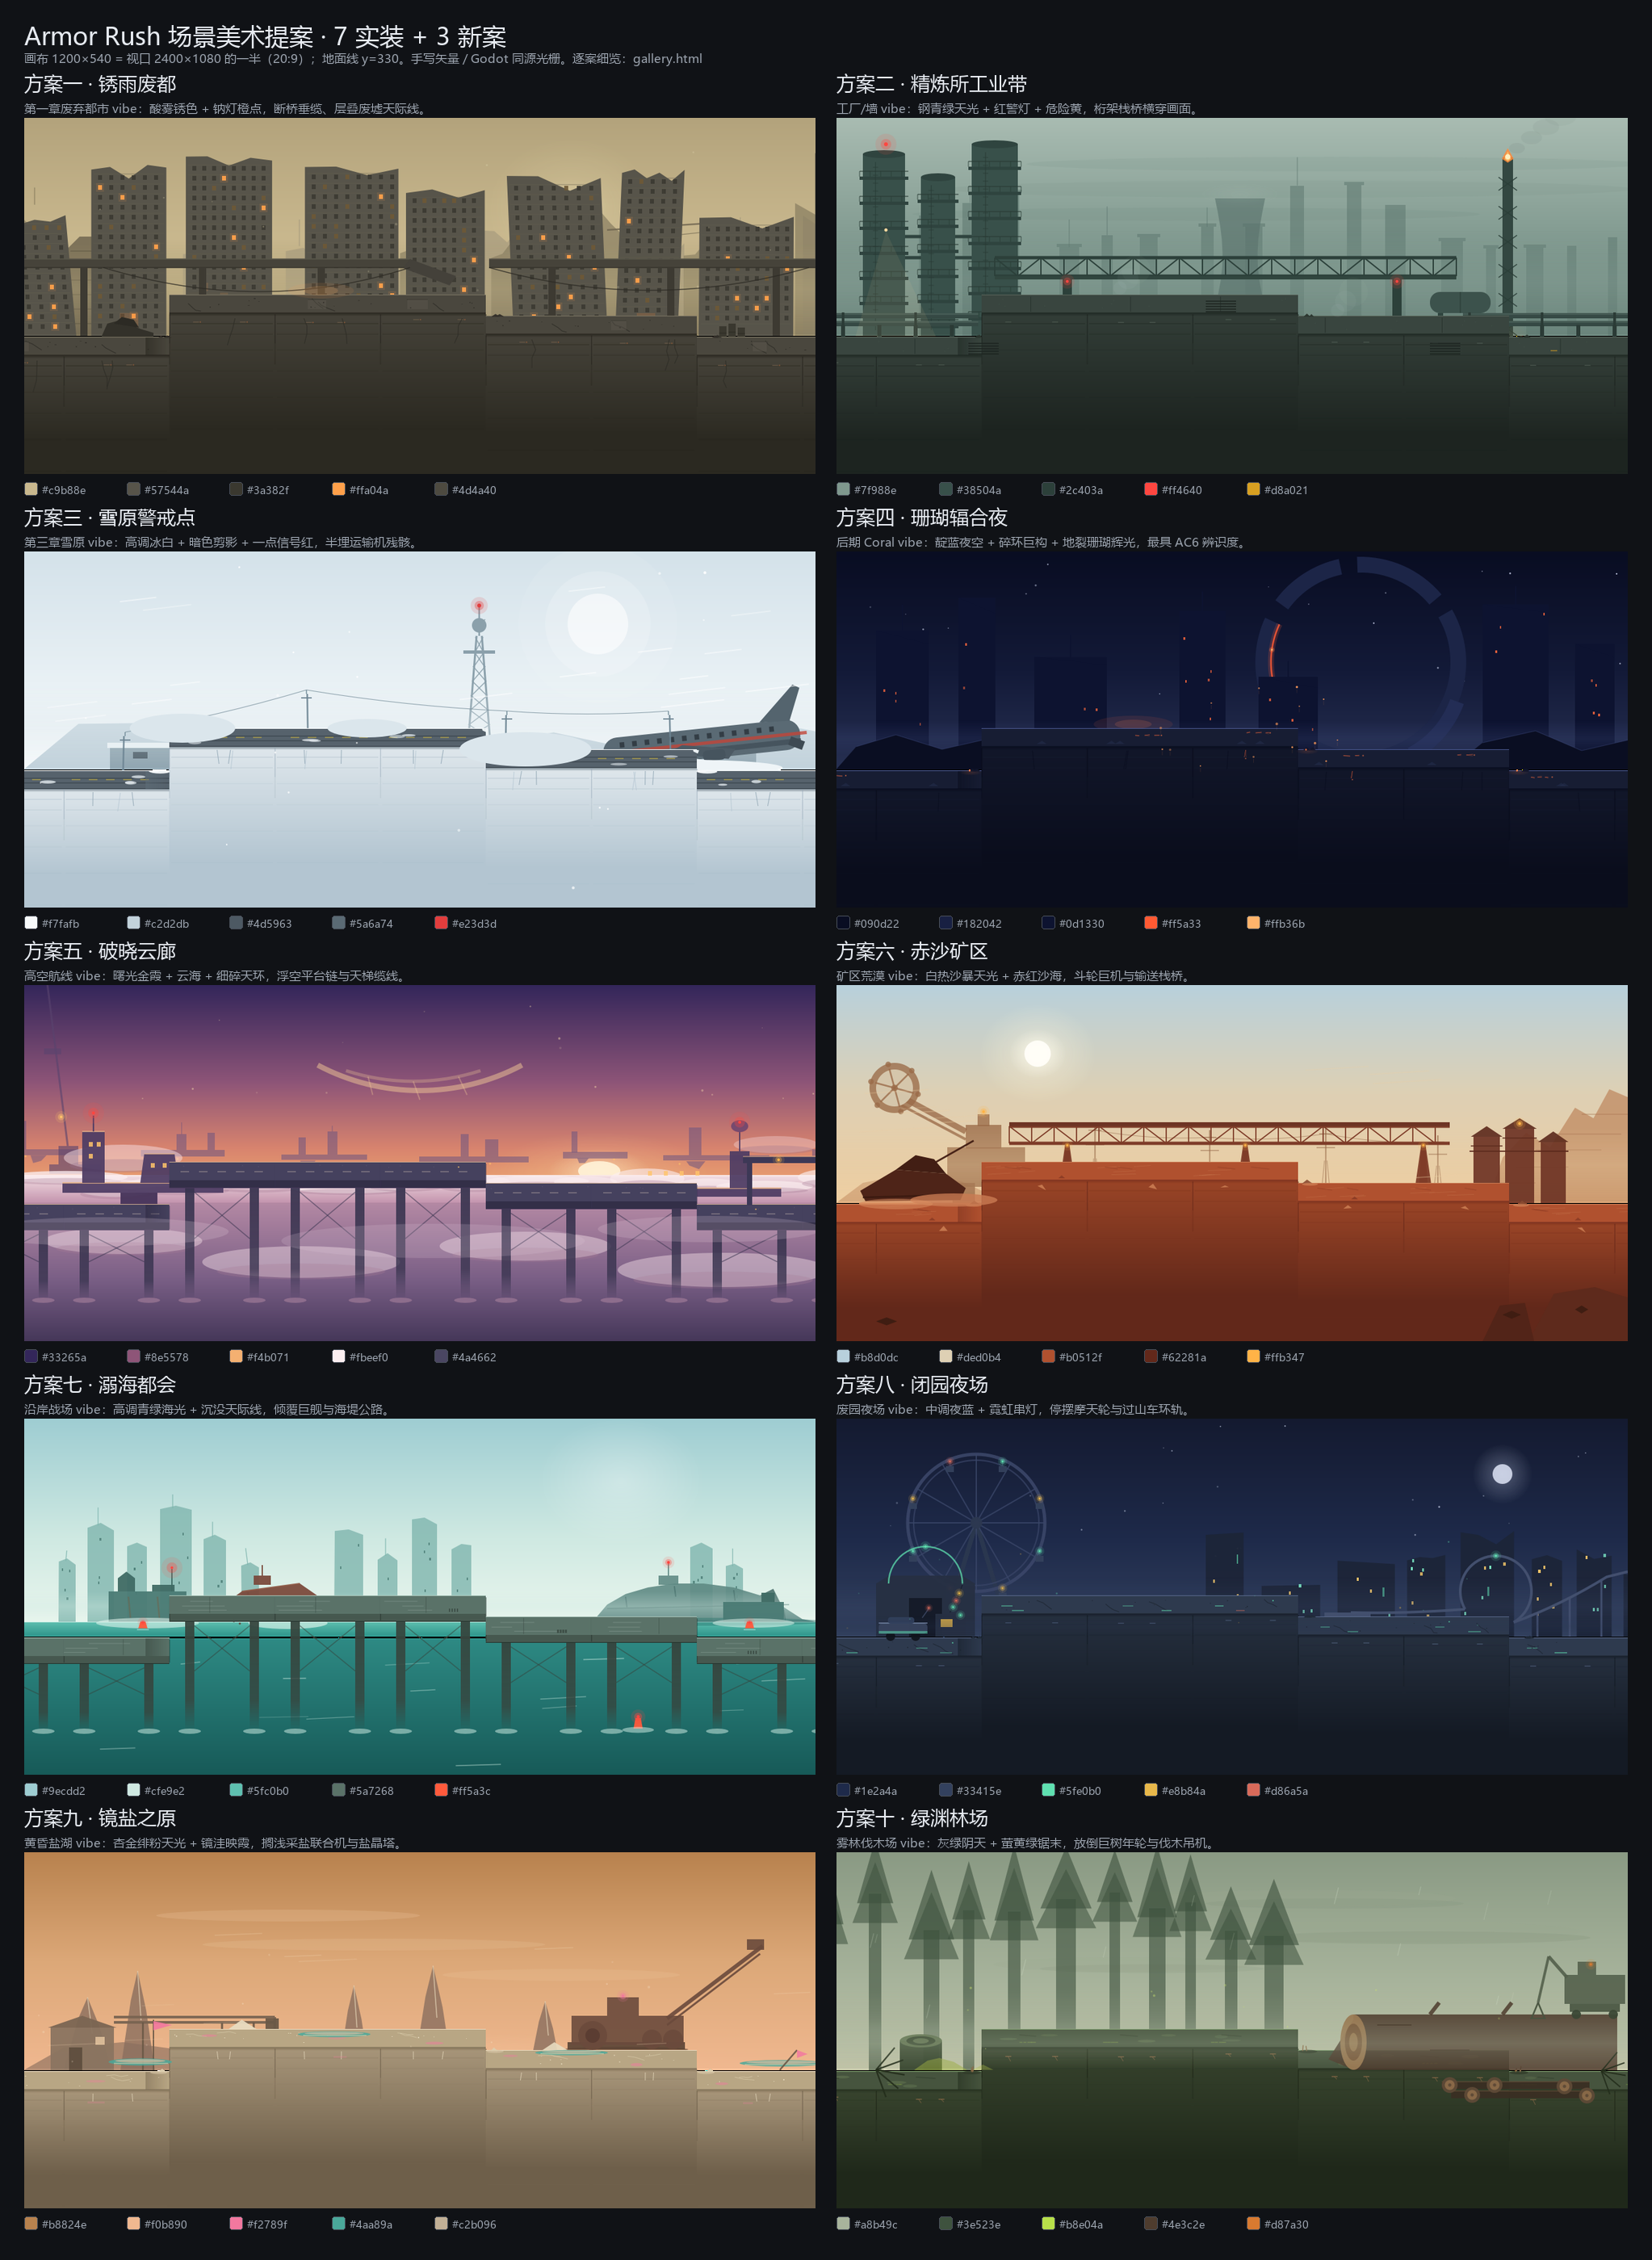 Armor Rush 场景美术提案 · 7 实装 + 3 新案
画布 1200×540 = 视口 2400×1080 的一半（20:9）；地面线 y=330。手写矢量 / Godot 同源光栅。逐案细览：gallery.html
方案一 · 锈雨废都
第一章废弃都市 vibe：酸雾锈色 + 钠灯橙点，断桥垂缆、层叠废墟天际线。
#c9b88e #57544a #3a382f #ffa04a #4d4a40
方案二 · 精炼所工业带
工厂/墙 vibe：钢青绿天光 + 红警灯 + 危险黄，桁架栈桥横穿画面。
#7f988e #38504a #2c403a #ff4640 #d8a021
方案三 · 雪原警戒点
第三章雪原 vibe：高调冰白 + 暗色剪影 + 一点信号红，半埋运输机残骸。
#f7fafb #c2d2db #4d5963 #5a6a74 #e23d3d
方案四 · 珊瑚辐合夜
后期 Coral vibe：靛蓝夜空 + 碎环巨构 + 地裂珊瑚辉光，最具 AC6 辨识度。
#090d22 #182042 #0d1330 #ff5a33 #ffb36b
方案五 · 破晓云廊
高空航线 vibe：曙光金霞 + 云海 + 细碎天环，浮空平台链与天梯缆线。
#33265a #8e5578 #f4b071 #fbeef0 #4a4662
方案六 · 赤沙矿区
矿区荒漠 vibe：白热沙暴天光 + 赤红沙海，斗轮巨机与输送栈桥。
#b8d0dc #ded0b4 #b0512f #62281a #ffb347
方案七 · 溺海都会
沿岸战场 vibe：高调青绿海光 + 沉没天际线，倾覆巨舰与海堤公路。
#9ecdd2 #cfe9e2 #5fc0b0 #5a7268 #ff5a3c
方案八 · 闭园夜场
废园夜场 vibe：中调夜蓝 + 霓虹串灯，停摆摩天轮与过山车环轨。
#1e2a4a #33415e #5fe0b0 #e8b84a #d86a5a
方案九 · 镜盐之原
黄昏盐湖 vibe：杏金绯粉天光 + 镜洼映霞，搁浅采盐联合机与盐晶塔。
#b8824e #f0b890 #f2789f #4aa89a #c2b096
方案十 · 绿渊林场
雾林伐木场 vibe：灰绿阴天 + 萤黄绿锯末，放倒巨树年轮与伐木吊机。
#a8b49c #3e523e #b8e04a #4e3c2e #d87a30